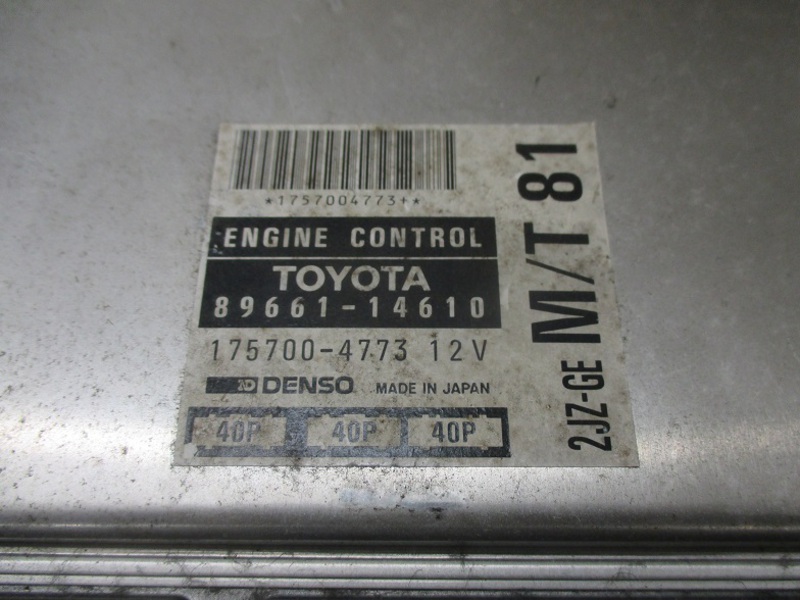 *1757004773+*
ENGINE CONTROL
TOYOTA
89661-14610
175700-4773 12V
ND DENSO MADE IN JAPAN
40P 40P 40P
2JZ-GE M/T 81